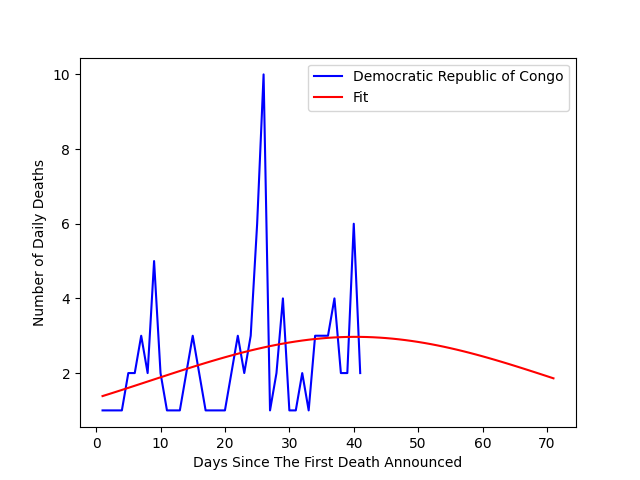 Democratic Republic of Congo
Fit
Number of Daily Deaths
10
8
6
4
2
0 10 20 30 40 50 60 70
Days Since The First Death Announced